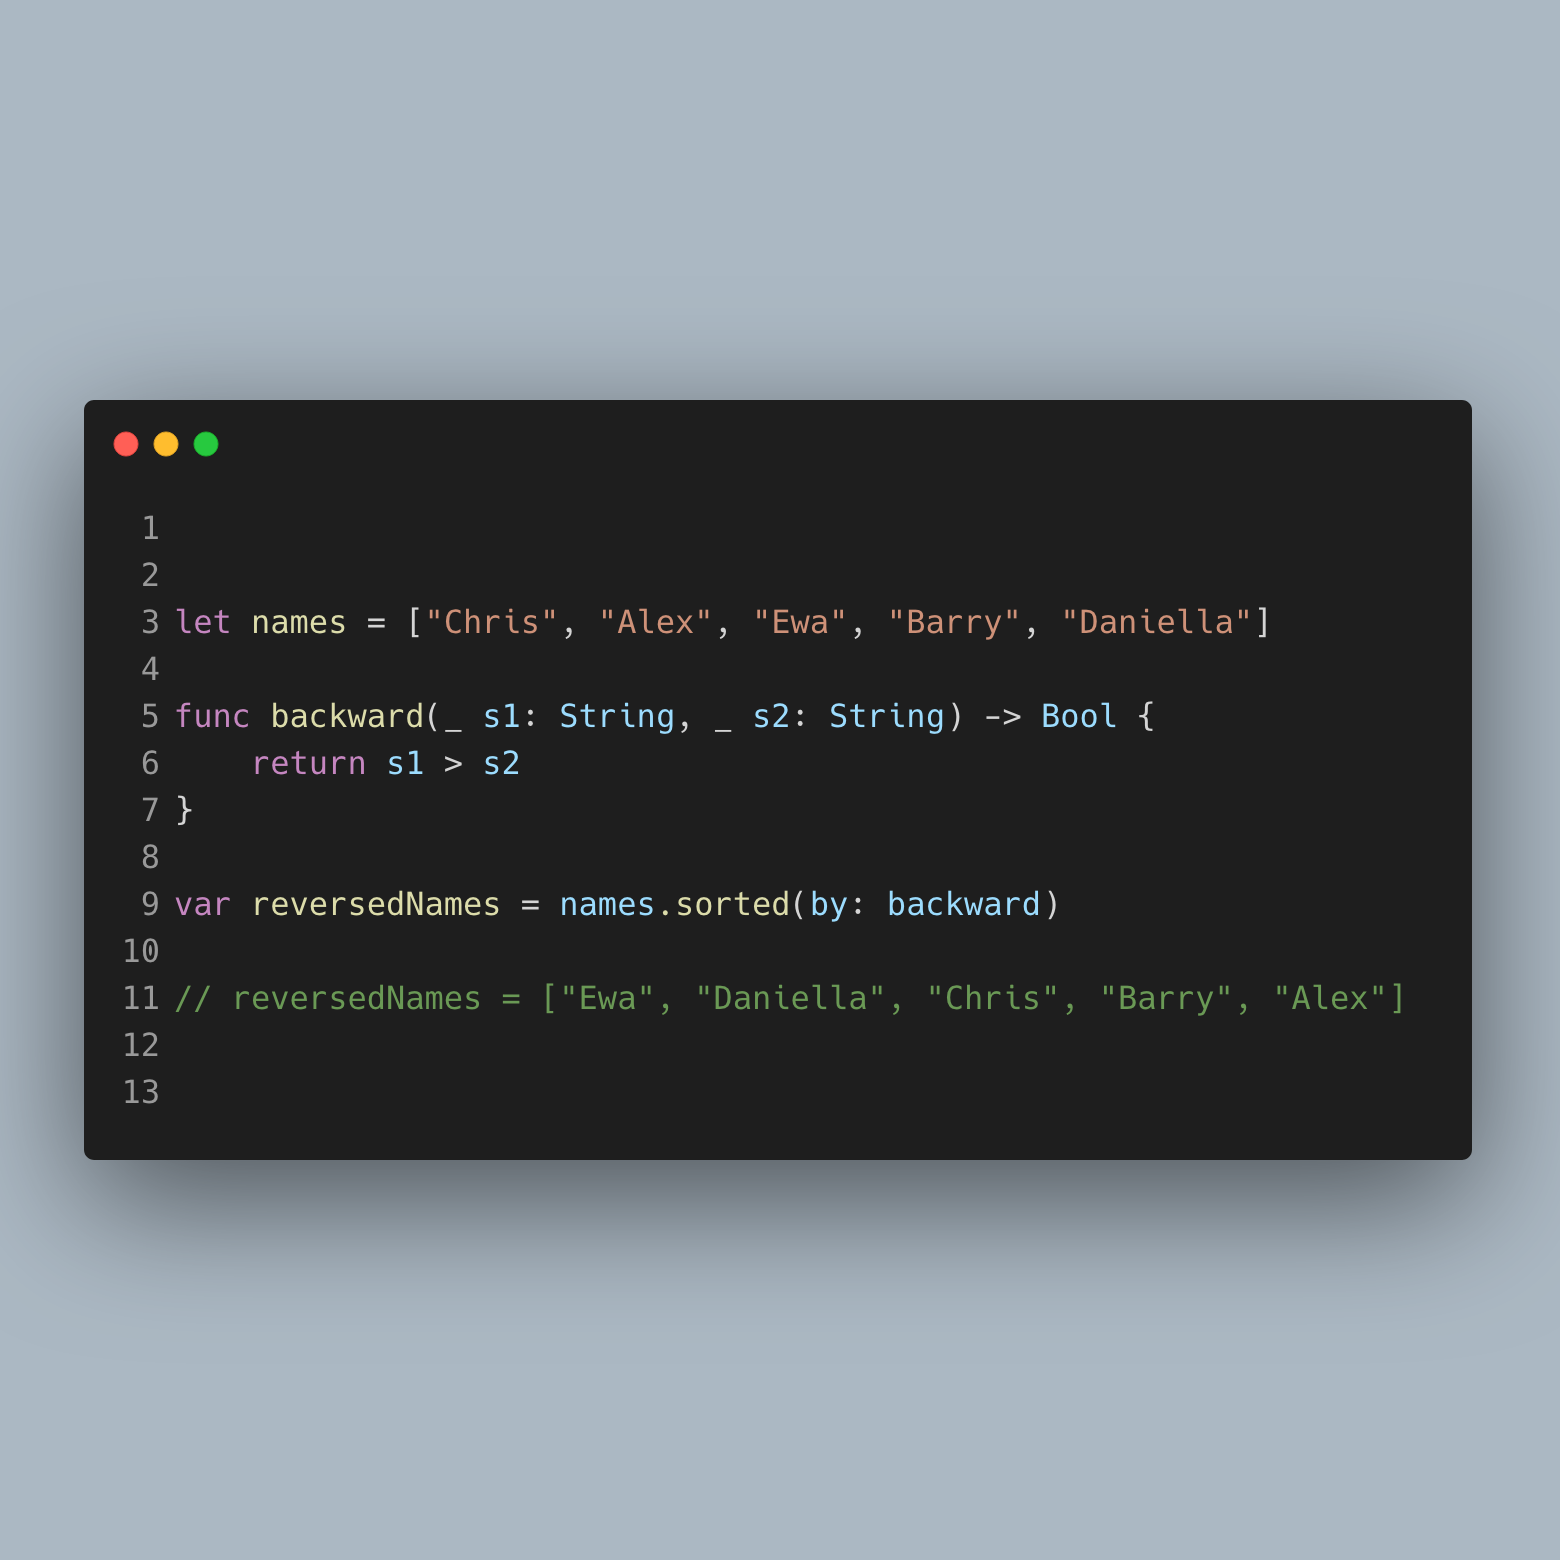 1
2
3 let names = ["Chris", "Alex", "Ewa", "Barry", "Daniella"]
4
5 func backward(_ s1: String, _ s2: String) -> Bool {
6     return s1 > s2
7 }
8
9 var reversedNames = names.sorted(by: backward)
10
11 // reversedNames = ["Ewa", "Daniella", "Chris", "Barry", "Alex"]
12
13